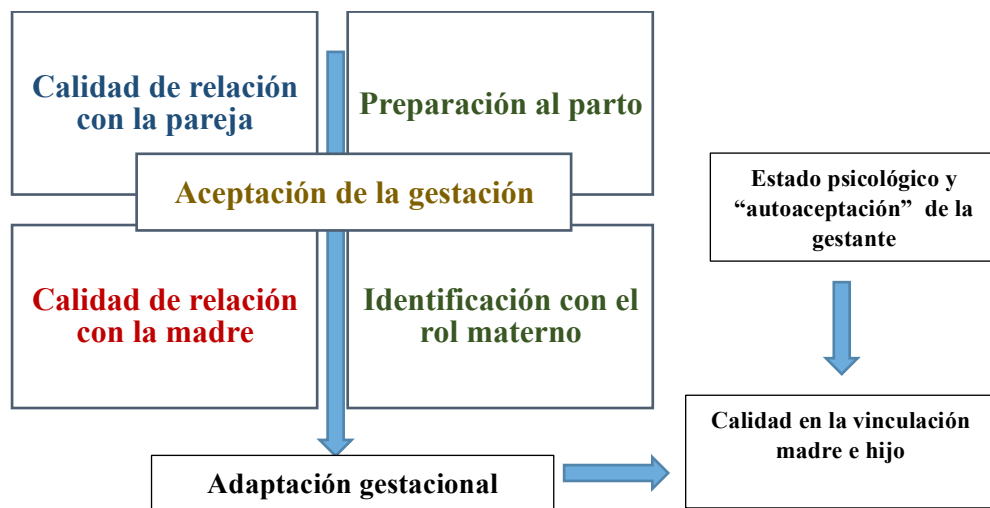 Calidad de relación
con la pareja
Preparación al parto
Aceptación de la gestación
Calidad de relación
con la madre
Identificación con el
rol materno
Estado psicológico y
“autoaceptación” de la
gestante
Calidad en la vinculación
madre e hijo
Adaptación gestacional